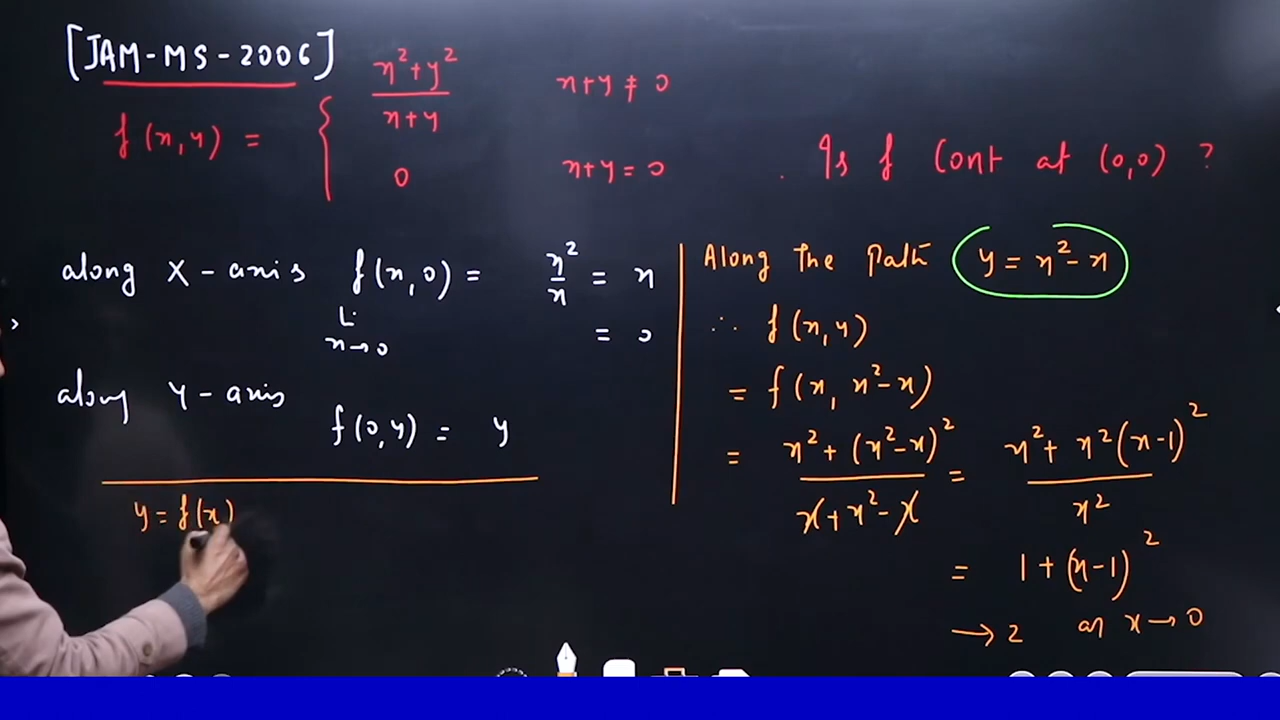 [JAM-MS-2006]
f(x,y) = { x²+y² / x+y    x+y ≠ 0
0    x+y = 0
Is f Cont at (0,0) ?
along X-axis f(x,0) = x²/x = x
Lt x→0 = 0
along Y-axis
f(0,y) = y
y = f(x)
Along The Path y = x²-x
∴ f(x,y)
= f(x, x²-x)
= x²+(x²-x)² / x+x²-x = x²+x²(x-1)² / x²
= 1+(x-1)²
→ 2 as x→0